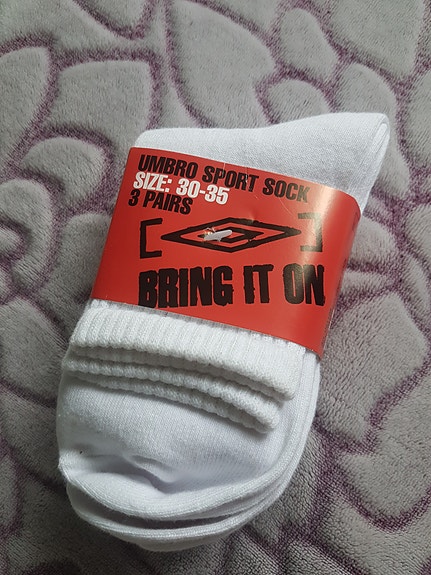 UMBRO SPORT SOCK
SIZE: 30-35
3 PAIRS
BRING IT ON